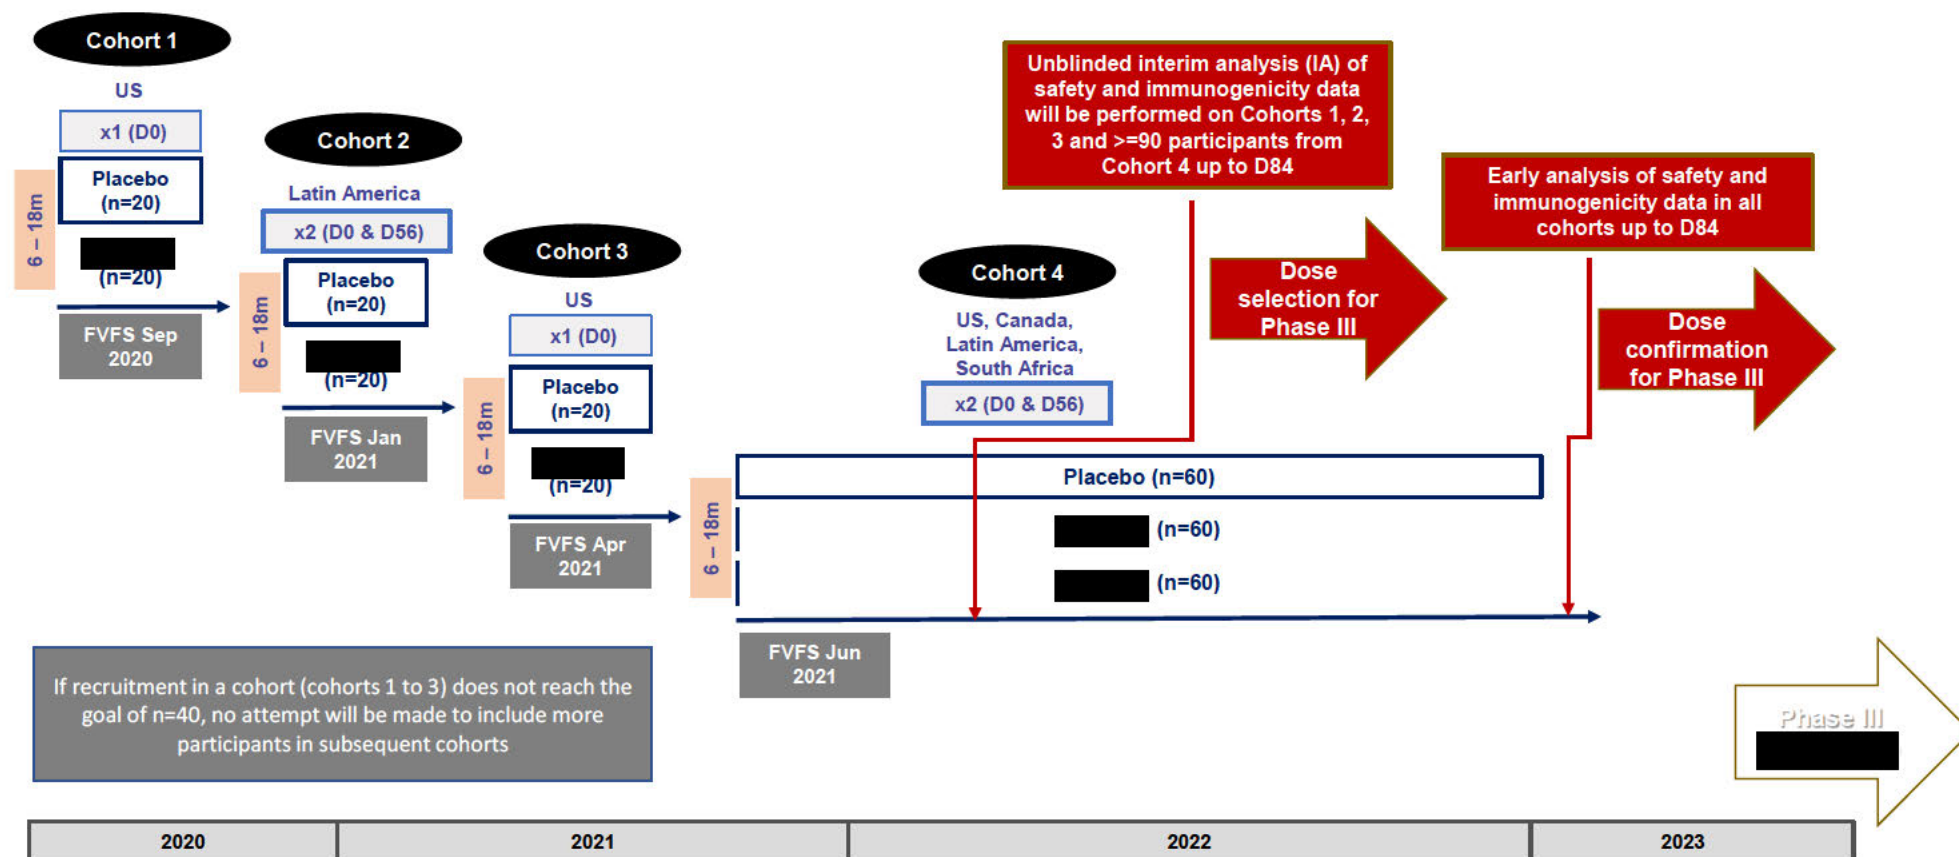 Cohort 1
US
x1 (D0)
Placebo
(n=20)
(n=20)
6 – 18m
FVFS Sep
2020
Cohort 2
Latin America
x2 (D0 & D56)
Placebo
(n=20)
(n=20)
6 – 18m
FVFS Jan
2021
Cohort 3
US
x1 (D0)
Placebo
(n=20)
(n=20)
6 – 18m
FVFS Apr
2021
Cohort 4
US, Canada,
Latin America,
South Africa
x2 (D0 & D56)
Placebo (n=60)
(n=60)
(n=60)
6 – 18m
FVFS Jun
2021
Unblinded interim analysis (IA) of
safety and immunogenicity data
will be performed on Cohorts 1, 2,
3 and >=90 participants from
Cohort 4 up to D84
Dose
selection for
Phase III
Early analysis of safety and
immunogenicity data in all
cohorts up to D84
Dose
confirmation
for Phase III
If recruitment in a cohort (cohorts 1 to 3) does not reach the
goal of n=40, no attempt will be made to include more
participants in subsequent cohorts
Phase III
2020
2021
2022
2023